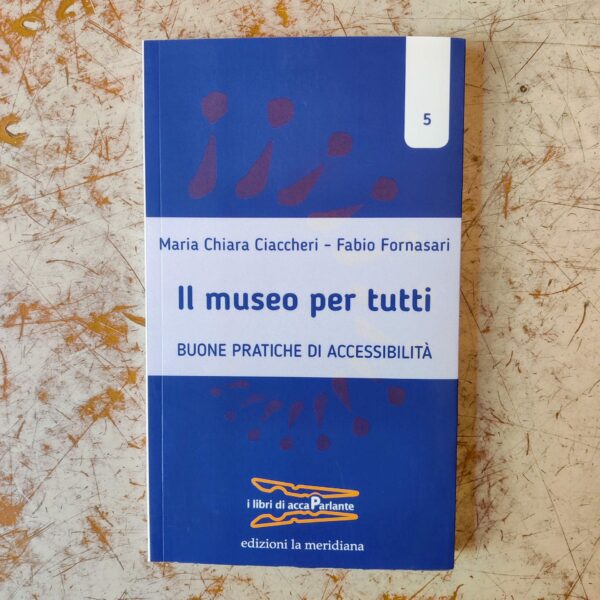 5
Maria Chiara Ciaccheri - Fabio Fornasari
Il museo per tutti
BUONE PRATICHE DI ACCESSIBILITÀ
i libri di accaParlante
edizioni la meridiana